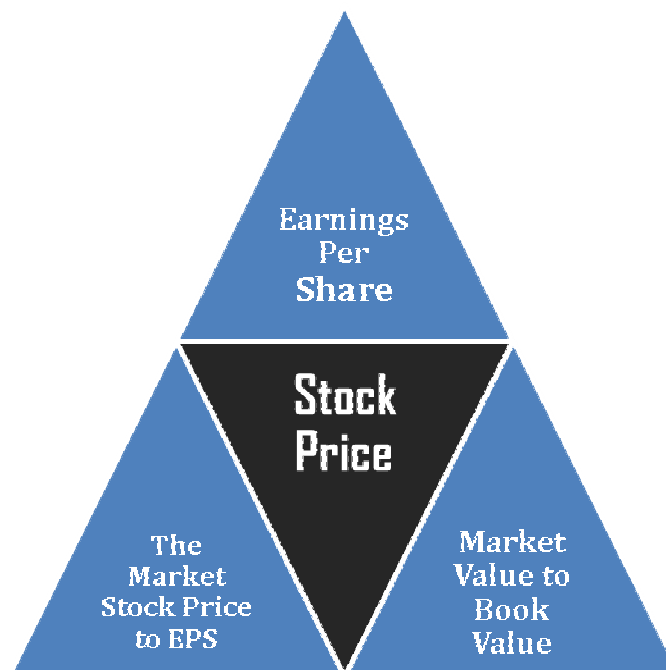 Earnings
Per
Share
Stock
Price
The
Market
Stock Price
to EPS
Market
Value to
Book
Value